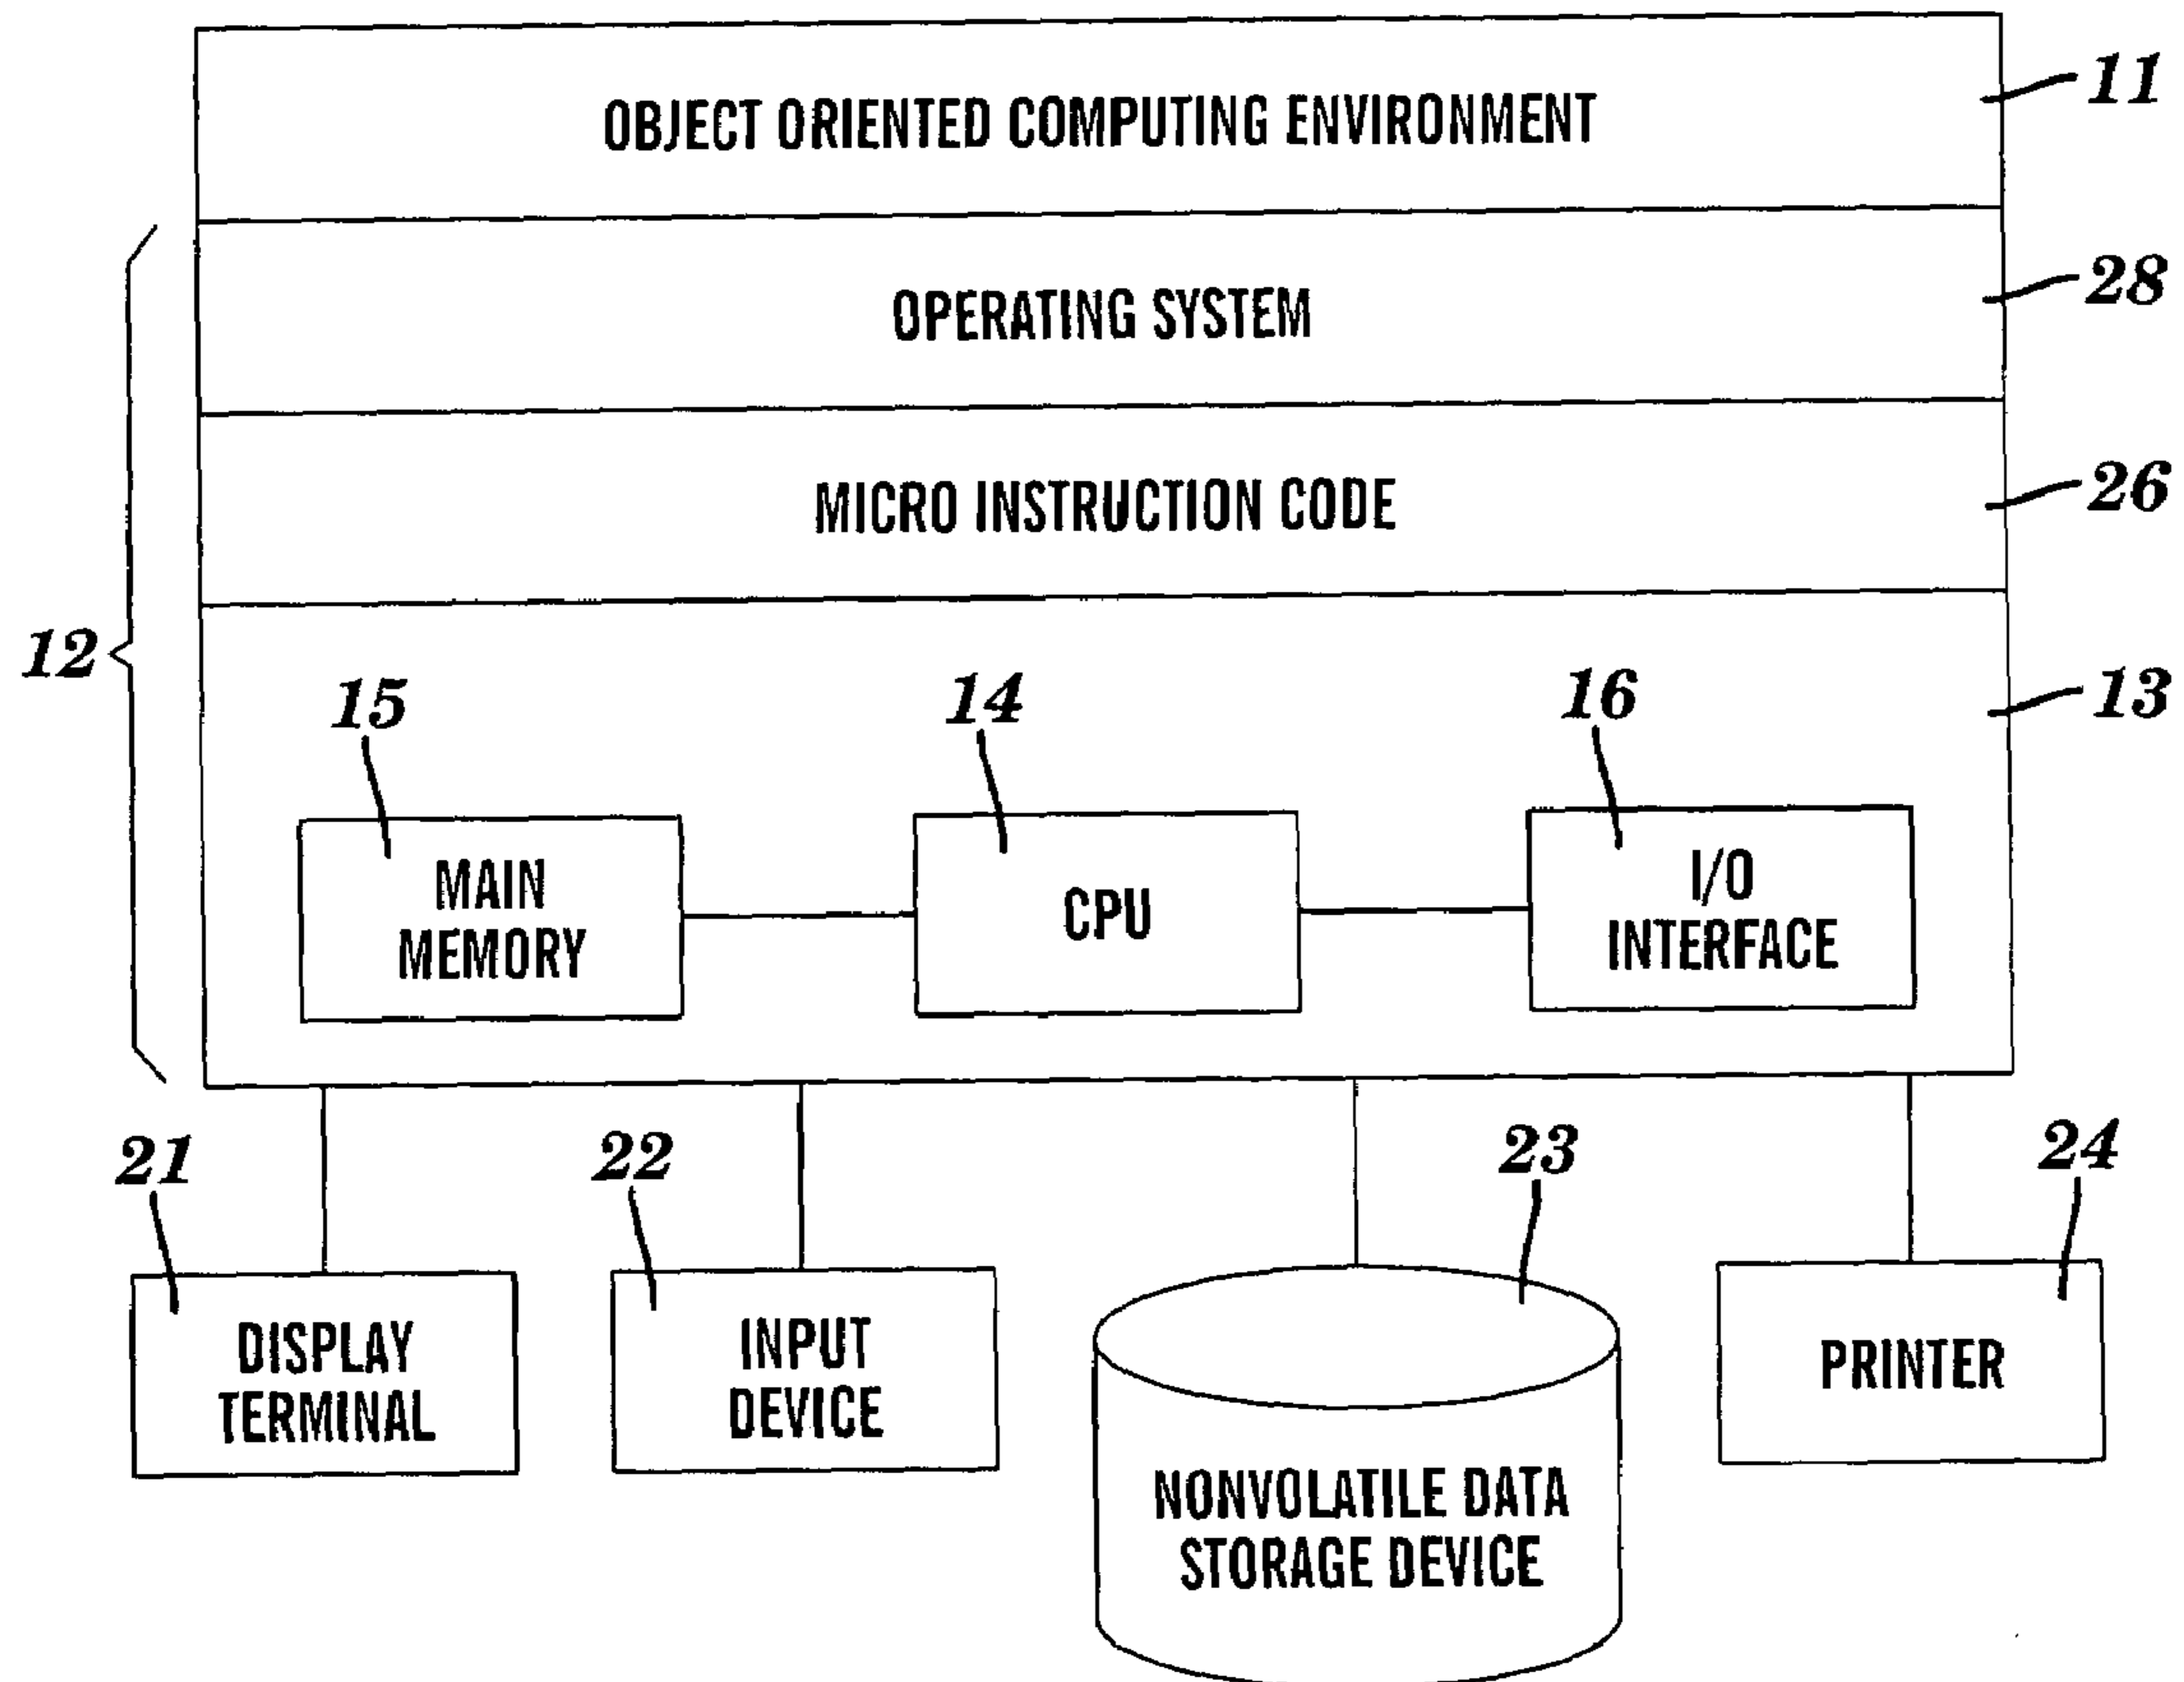 11
OBJECT ORIENTED COMPUTING ENVIRONMENT
28
OPERATING SYSTEM
26
MICRO INSTRUCTION CODE
12
13
15
14
16
MAIN
MEMORY
CPU
I/O
INTERFACE
21
22
23
24
DISPLAY
TERMINAL
INPUT
DEVICE
NONVOLATILE DATA
STORAGE DEVICE
PRINTER